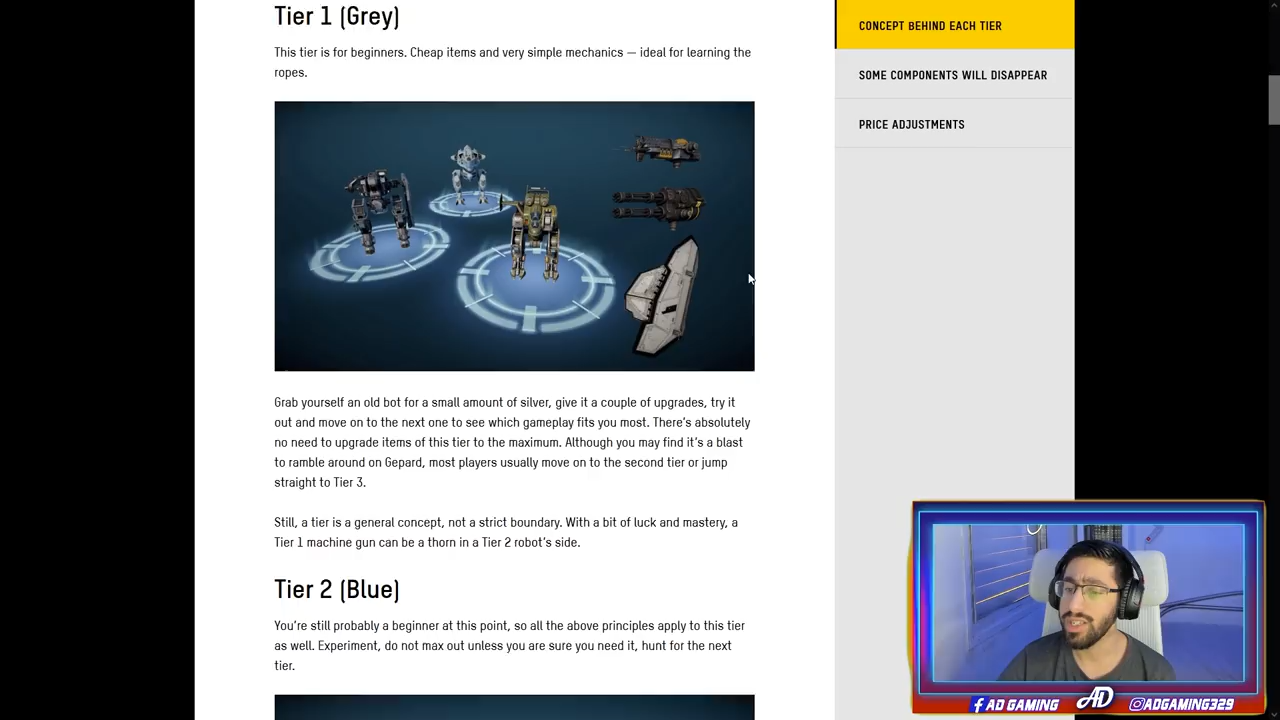 Tier 1 (Grey)
This tier is for beginners. Cheap items and very simple mechanics — ideal for learning the
ropes.
Grab yourself an old bot for a small amount of silver, give it a couple of upgrades, try it
out and move on to the next one to see which gameplay fits you most. There's absolutely
no need to upgrade items of this tier to the maximum. Although you may find it's a blast
to ramble around on Gepard, most players usually move on to the second tier or jump
straight to Tier 3.
Still, a tier is a general concept, not a strict boundary. With a bit of luck and mastery, a
Tier 1 machine gun can be a thorn in a Tier 2 robot's side.
Tier 2 (Blue)
You're still probably a beginner at this point, so all the above principles apply to this tier
as well. Experiment, do not max out unless you are sure you need it, hunt for the next
tier.
CONCEPT BEHIND EACH TIER
SOME COMPONENTS WILL DISAPPEAR
PRICE ADJUSTMENTS
AD GAMING
AD
@ADGAMING329